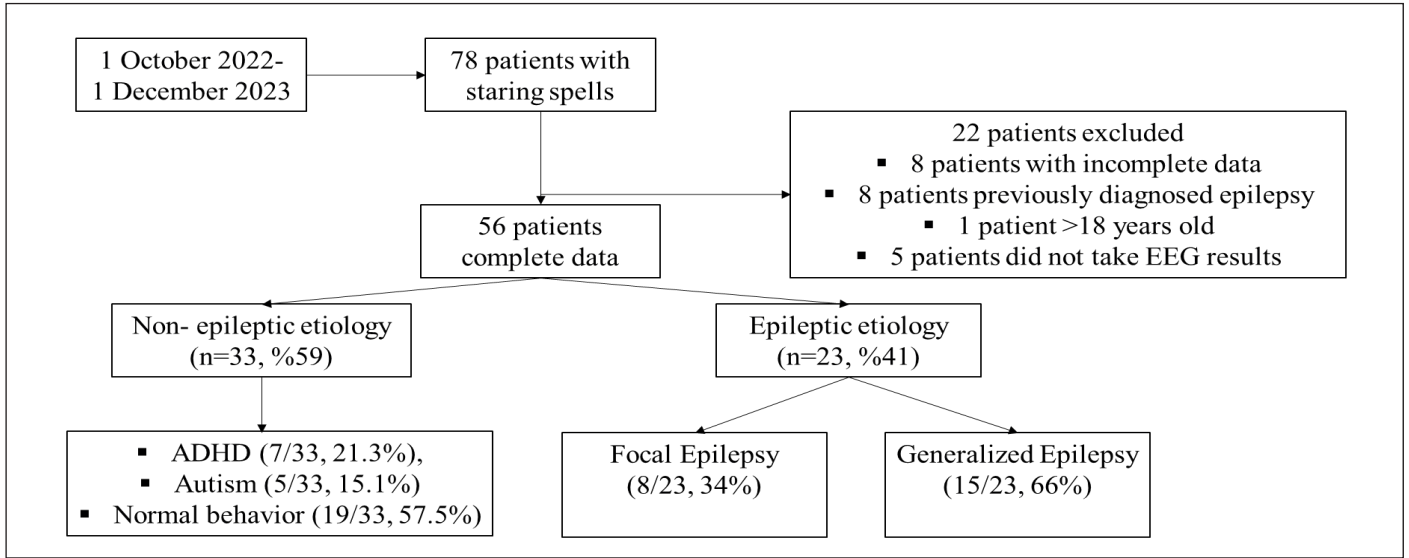 1 October 2022-
1 December 2023
78 patients with
staring spells
22 patients excluded
▪ 8 patients with incomplete data
▪ 8 patients previously diagnosed epilepsy
▪ 1 patient >18 years old
▪ 5 patients did not take EEG results
56 patients
complete data
Non- epileptic etiology
(n=33, %59)
Epileptic etiology
(n=23, %41)
▪ ADHD (7/33, 21.3%),
▪ Autism (5/33, 15.1%)
▪ Normal behavior (19/33, 57.5%)
Focal Epilepsy
(8/23, 34%)
Generalized Epilepsy
(15/23, 66%)